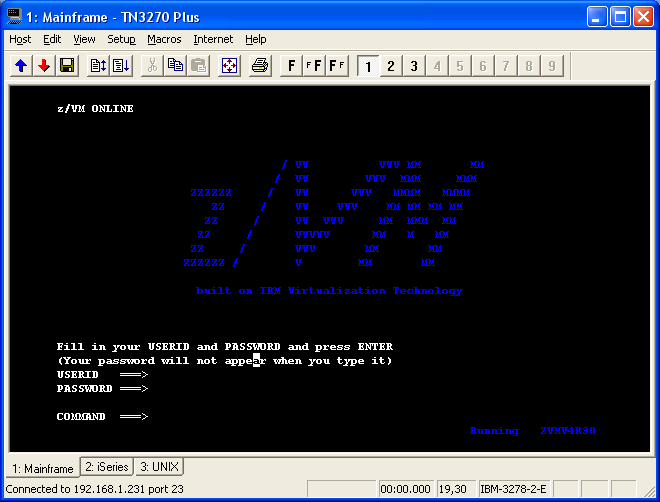 1: Mainframe - TN3270 Plus
Host Edit View Setup Macros Internet Help
F F F F F 1 2 3 4 5 6 7 8 9
z/VM ONLINE
/ VV VVV MM MM
/ VV VVV MMM MMM
ZZZZZZ / VV VVV MMMM MMMM
ZZ / VV VVV MM MM MM MM
ZZ / VV VVV MM MMM MM
ZZ / VVVVV MM M MM
ZZ / VVV MM MM
ZZZZZZ / V MM MM
built on IBM Virtualization Technology
Fill in your USERID and PASSWORD and press ENTER
(Your password will not appear when you type it)
USERID ===>
PASSWORD ===>
COMMAND ===>
Running ZVMV4R30
1: Mainframe 2: iSeries 3: UNIX
Connected to 192.168.1.231 port 23 00:00.000 19,30 IBM-3278-2-E